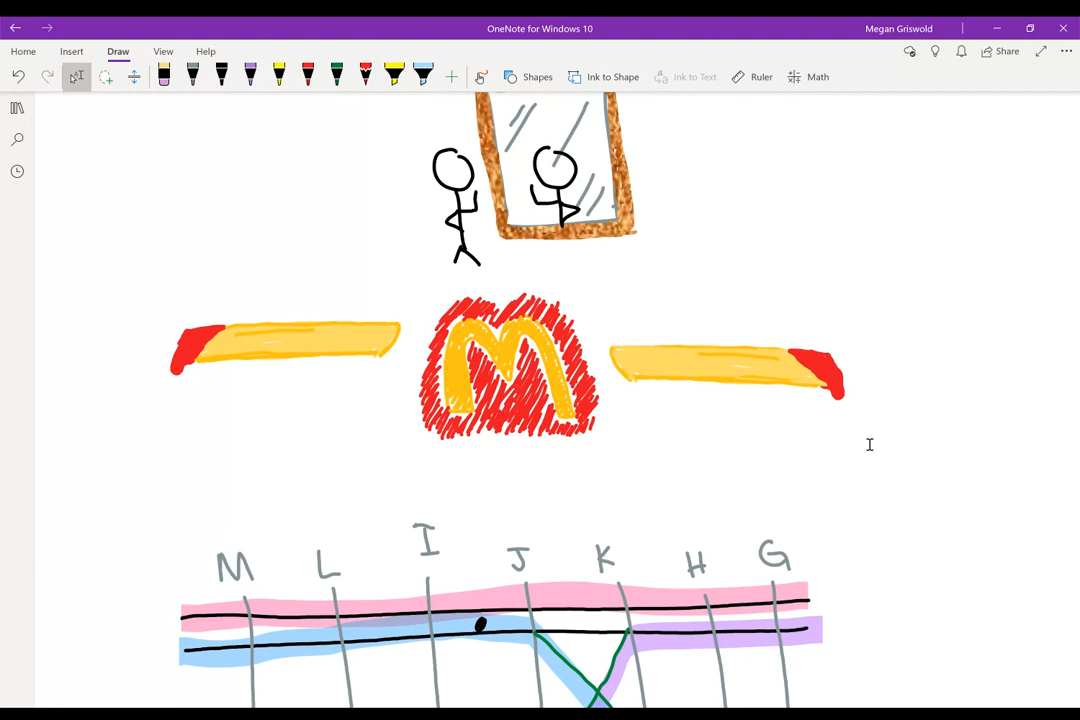 OneNote for Windows 10
Megan Griswold
Home Insert Draw View Help
Share
Shapes Ink to Shape Ink to Text Ruler Math
M
M L I J K H G